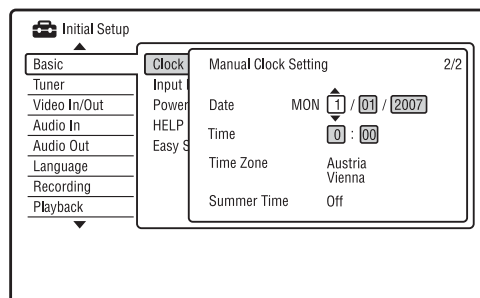 Initial Setup
Basic
Tuner
Video In/Out
Audio In
Audio Out
Language
Recording
Playback
Clock
Input
Power
HELP
Easy S
Manual Clock Setting 2/2
Date MON 1 / 01 / 2007
Time 0 : 00
Time Zone Austria
Vienna
Summer Time Off